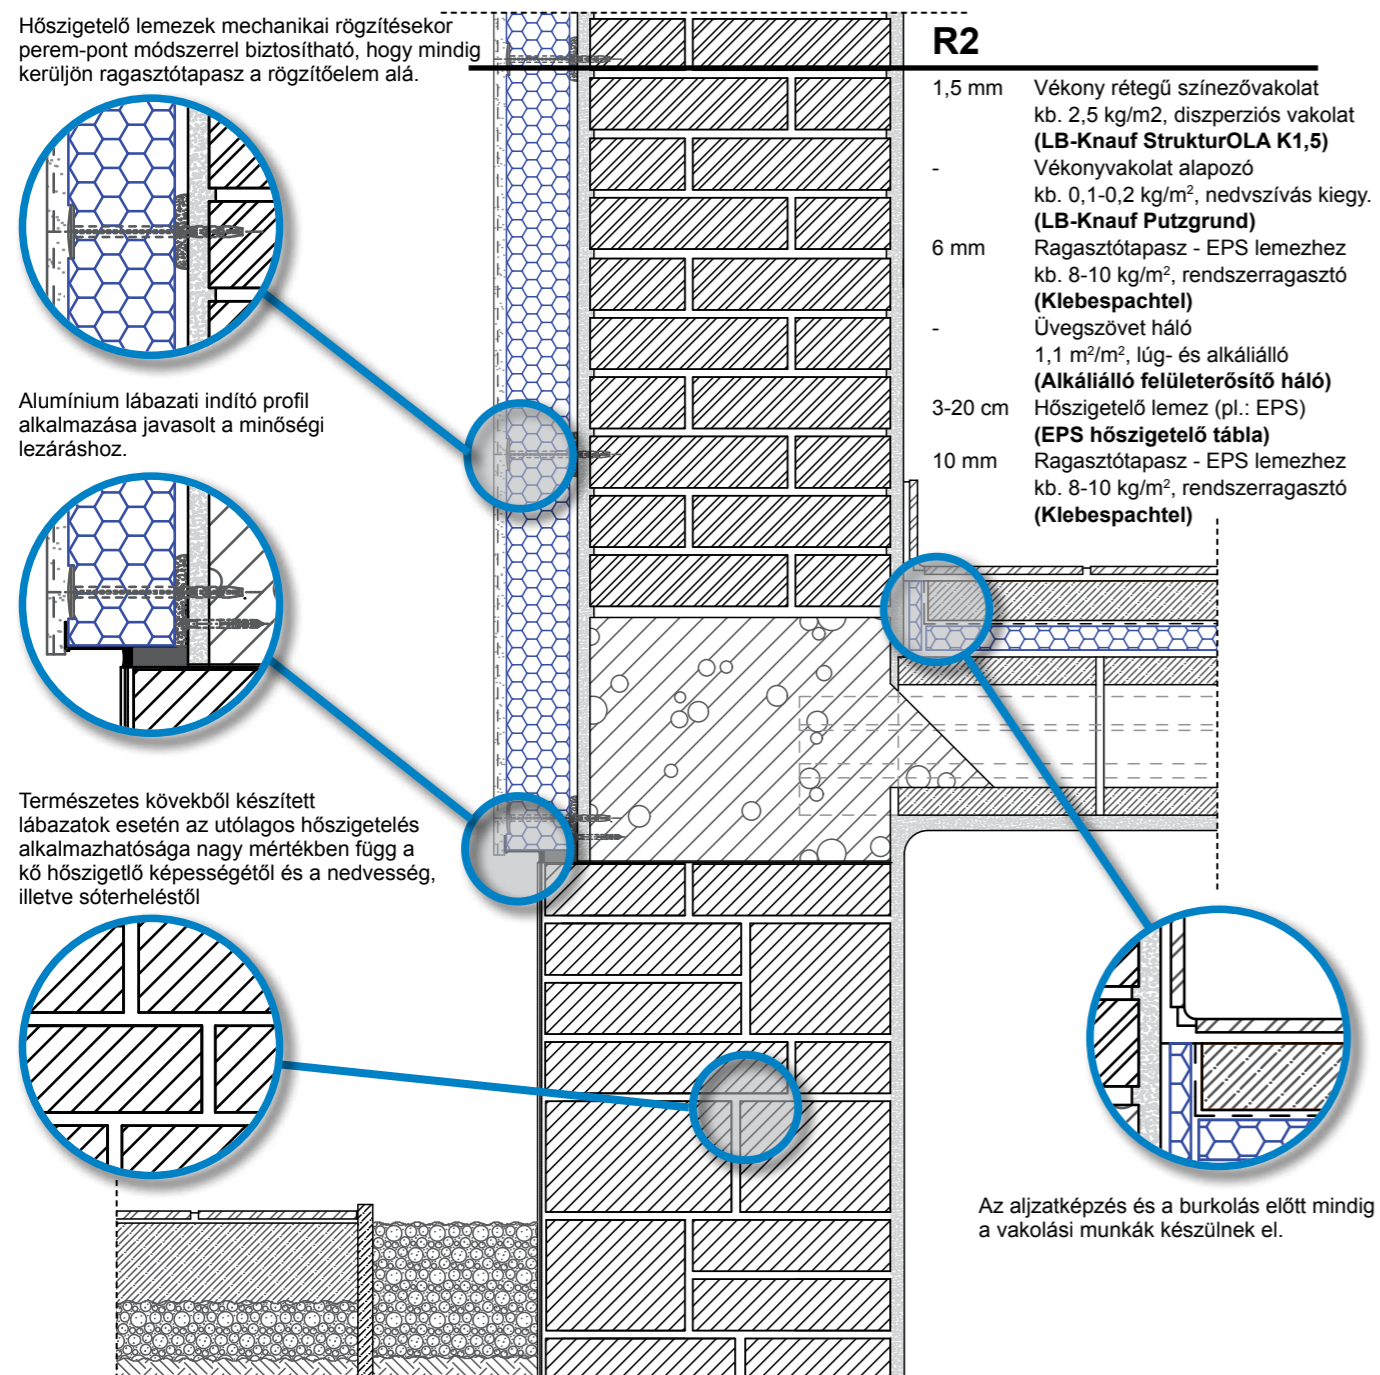 Hőszigetelő lemezek mechanikai rögzítésekor
perem-pont módszerrel biztosítható, hogy mindig
kerüljön ragasztótapasz a rögzítőelem alá.
R2
1,5 mm Vékony rétegű színezővakolat
kb. 2,5 kg/m2, diszperziós vakolat
(LB-Knauf StrukturOLA K1,5)
- Vékonyvakolat alapozó
kb. 0,1-0,2 kg/m², nedvszívás kiegy.
(LB-Knauf Putzgrund)
6 mm Ragasztótapasz - EPS lemezhez
kb. 8-10 kg/m², rendszerragasztó
(Klebespachtel)
- Üvegszövet háló
1,1 m²/m², lúg- és alkáliálló
(Alkáliálló felületerősítő háló)
3-20 cm Hőszigetelő lemez (pl.: EPS)
(EPS hőszigetelő tábla)
10 mm Ragasztótapasz - EPS lemezhez
kb. 8-10 kg/m², rendszerragasztó
(Klebespachtel)
Alumínium lábazati indító profil
alkalmazása javasolt a minőségi
lezáráshoz.
Természetes kövekből készített
lábazatok esetén az utólagos hőszigetelés
alkalmazhatósága nagy mértékben függ a
kő hőszigetlő képességétől és a nedvesség,
illetve sóterheléstől
Az aljzatképzés és a burkolás előtt mindig
a vakolási munkák készülnek el.